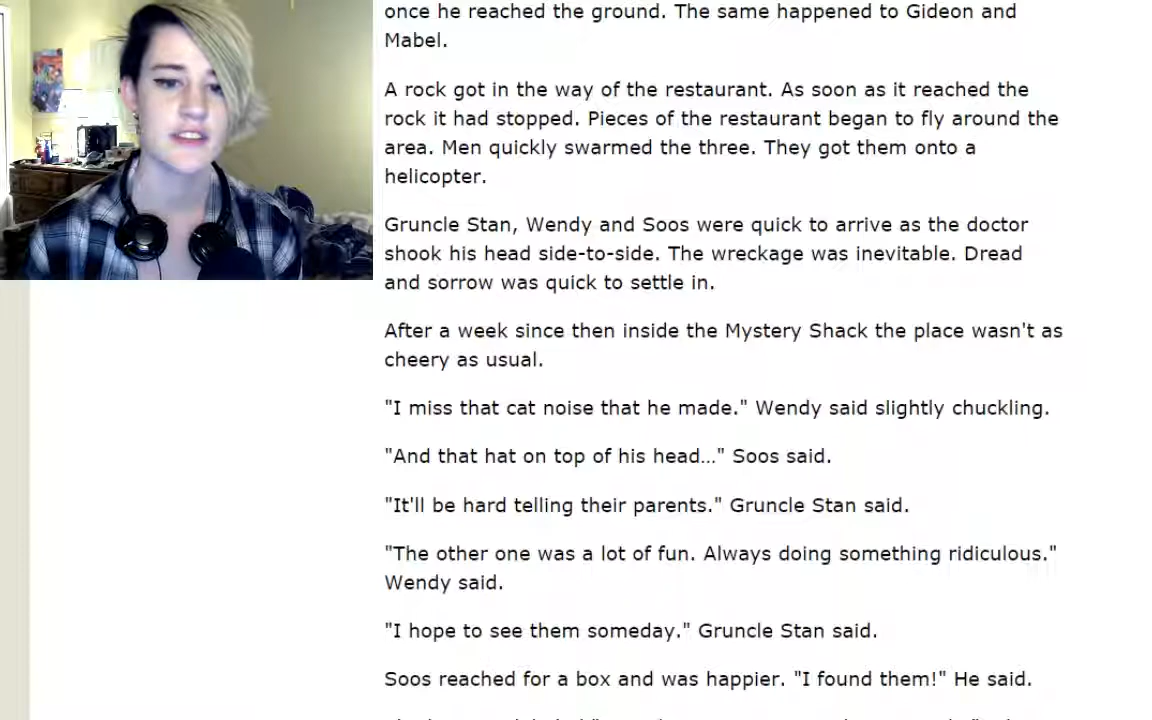 once he reached the ground. The same happened to Gideon and
Mabel.
A rock got in the way of the restaurant. As soon as it reached the
rock it had stopped. Pieces of the restaurant began to fly around the
area. Men quickly swarmed the three. They got them onto a
helicopter.
Gruncle Stan, Wendy and Soos were quick to arrive as the doctor
shook his head side-to-side. The wreckage was inevitable. Dread
and sorrow was quick to settle in.
After a week since then inside the Mystery Shack the place wasn't as
cheery as usual.
"I miss that cat noise that he made." Wendy said slightly chuckling.
"And that hat on top of his head…" Soos said.
"It'll be hard telling their parents." Gruncle Stan said.
"The other one was a lot of fun. Always doing something ridiculous."
Wendy said.
"I hope to see them someday." Gruncle Stan said.
Soos reached for a box and was happier. "I found them!" He said.